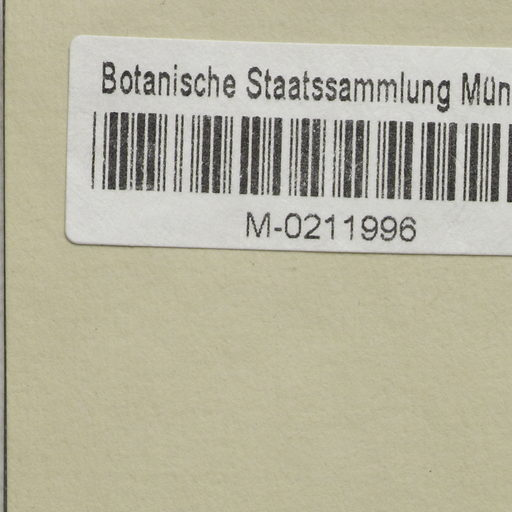 Botanische Staatssammlung Mün
M-0211996